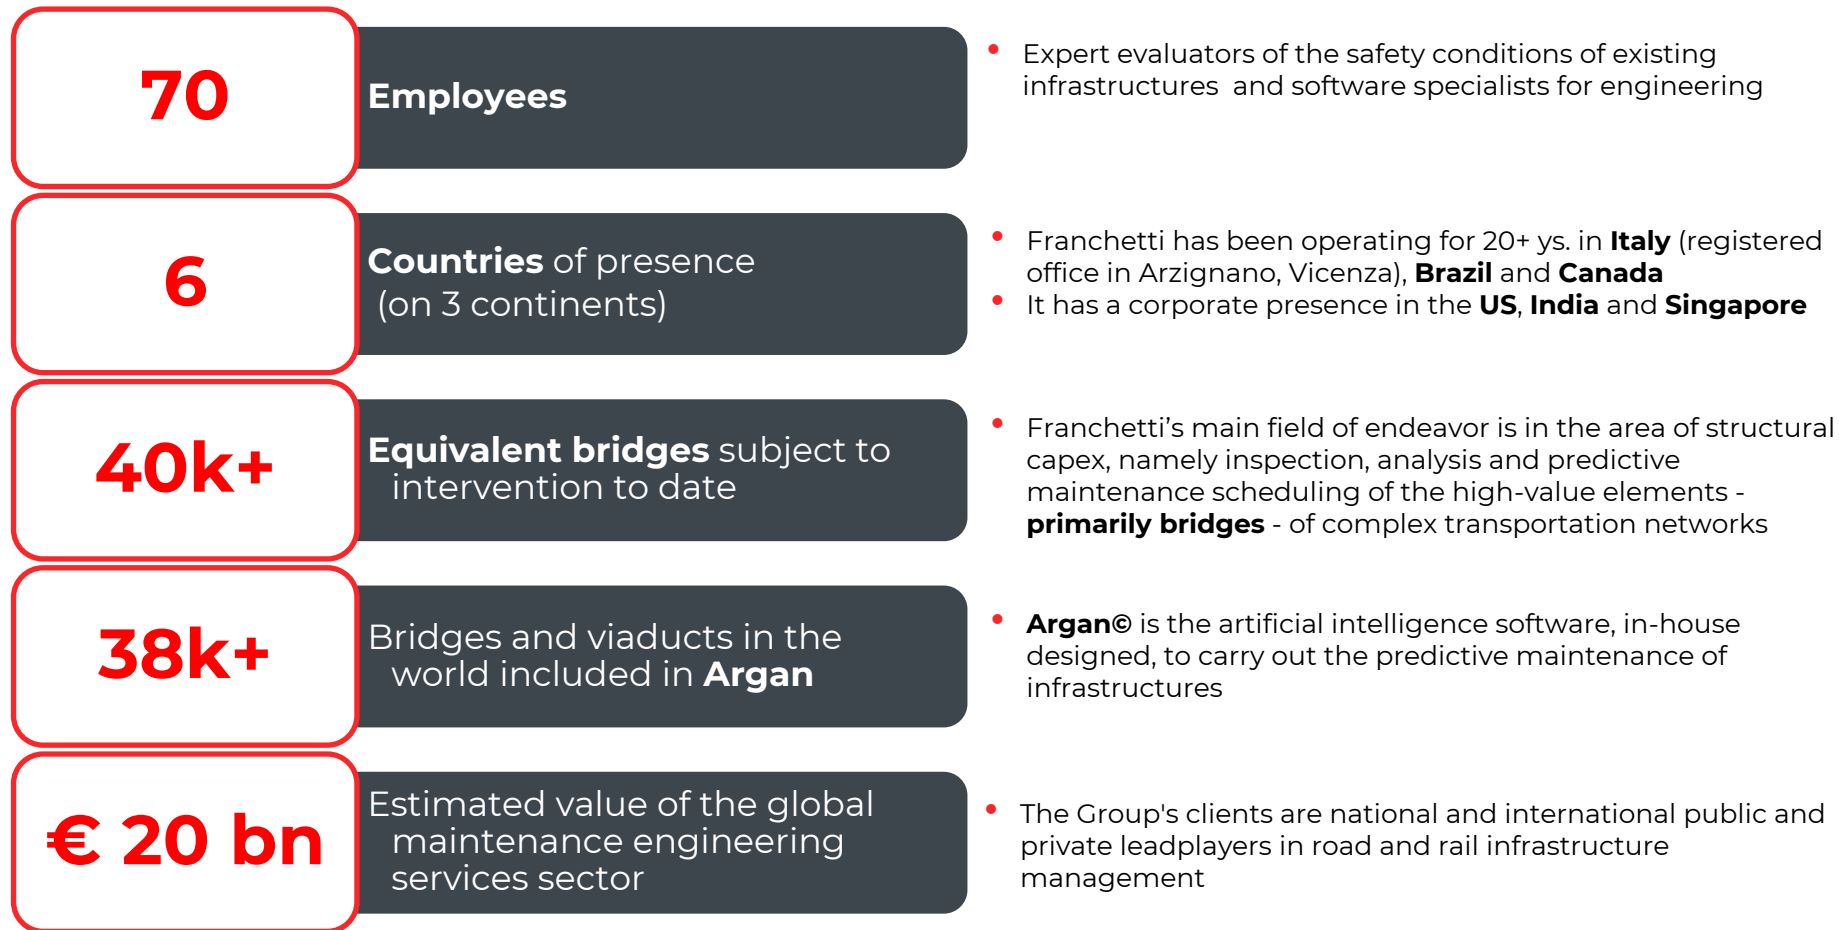 70
Employees
• Expert evaluators of the safety conditions of existing
infrastructures and software specialists for engineering
6
Countries of presence
(on 3 continents)
• Franchetti has been operating for 20+ ys. in Italy (registered
office in Arzignano, Vicenza), Brazil and Canada
• It has a corporate presence in the US, India and Singapore
40k+
Equivalent bridges subject to
intervention to date
• Franchetti’s main field of endeavor is in the area of structural
capex, namely inspection, analysis and predictive
maintenance scheduling of the high-value elements -
primarily bridges - of complex transportation networks
38k+
Bridges and viaducts in the
world included in Argan
• Argan© is the artificial intelligence software, in-house
designed, to carry out the predictive maintenance of
infrastructures
€ 20 bn
Estimated value of the global
maintenance engineering
services sector
• The Group's clients are national and international public and
private leadplayers in road and rail infrastructure
management